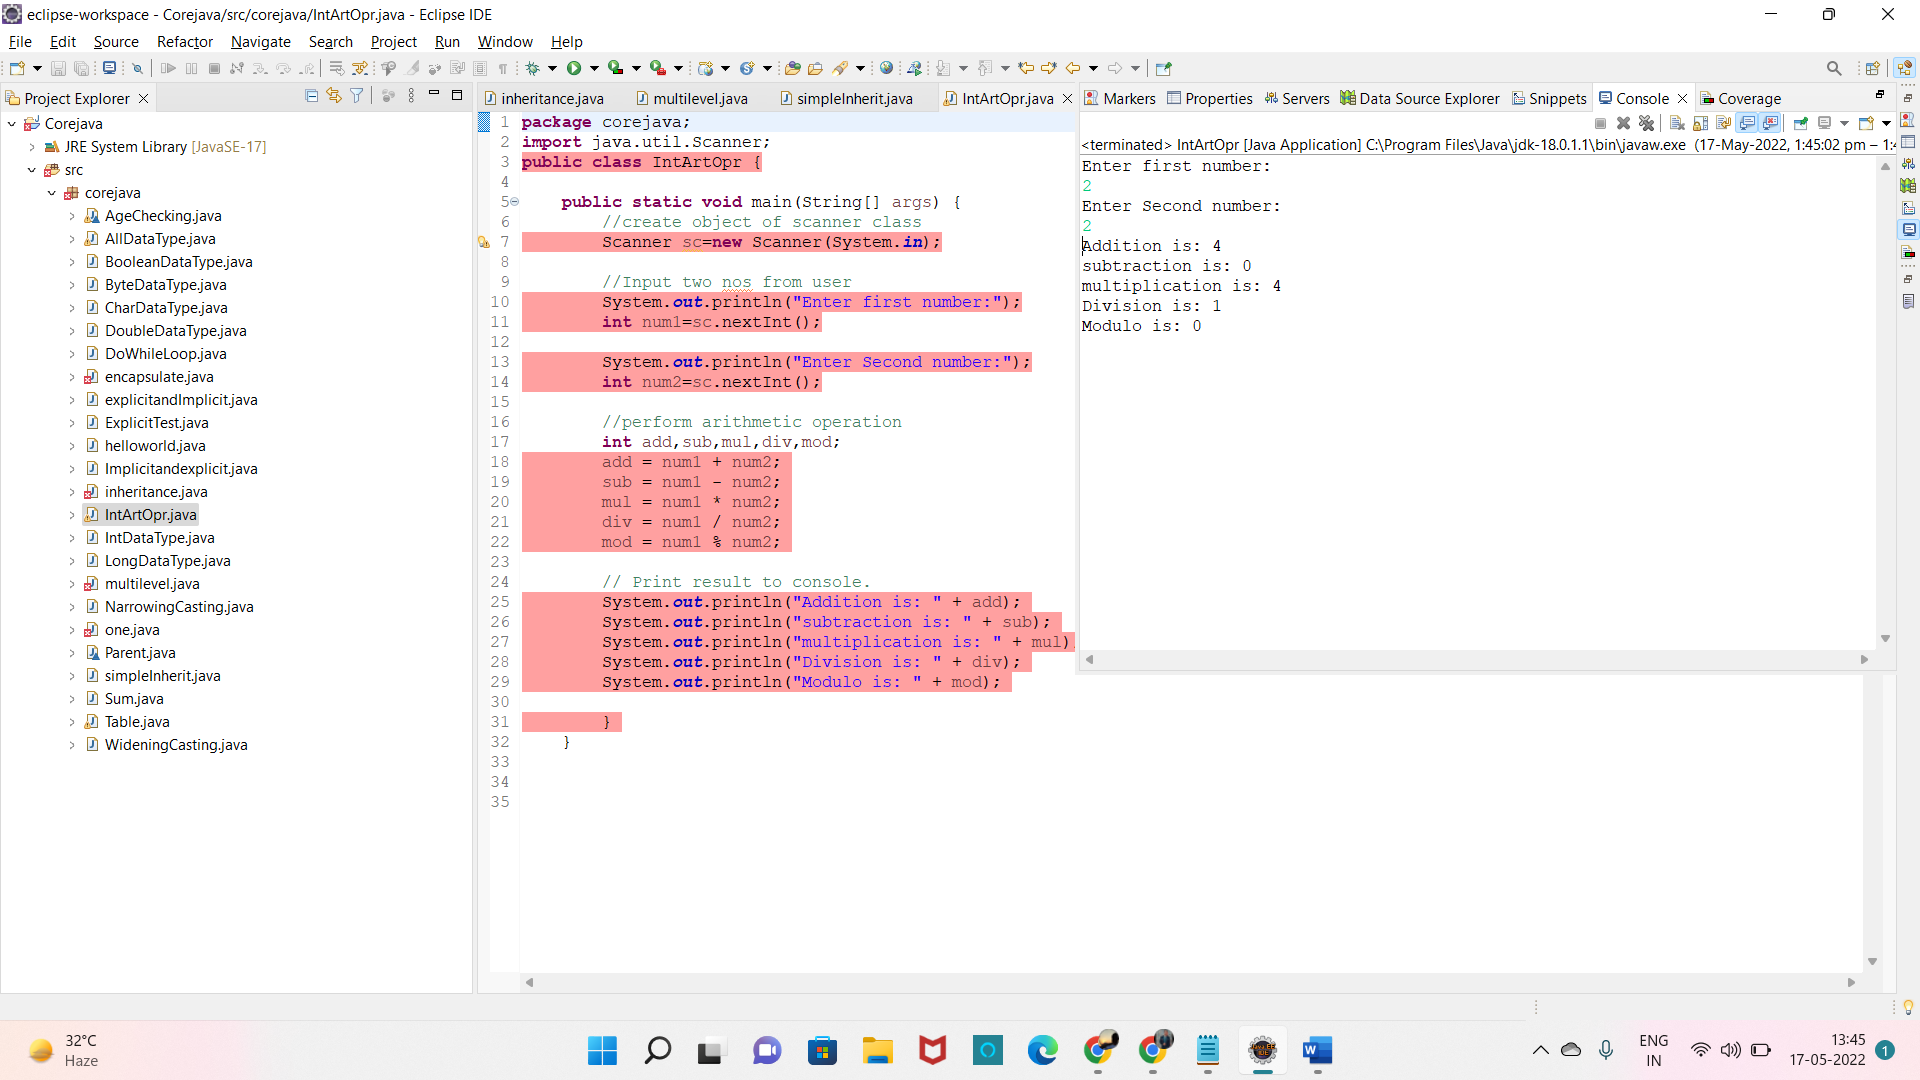 eclipse-workspace - Corejava/src/corejava/IntArtOpr.java - Eclipse IDE
File Edit Source Refactor Navigate Search Project Run Window Help
Project Explorer
Corejava
JRE System Library [JavaSE-17]
src
corejava
AgeChecking.java
AllDataType.java
BooleanDataType.java
ByteDataType.java
CharDataType.java
DoubleDataType.java
DoWhileLoop.java
encapsulate.java
explicitandImplicit.java
ExplicitTest.java
helloworld.java
Implicitandexplicit.java
inheritance.java
IntArtOpr.java
IntDataType.java
LongDataType.java
multilevel.java
NarrowingCasting.java
one.java
Parent.java
simpleInherit.java
Sum.java
Table.java
WideningCasting.java
inheritance.java multilevel.java simpleInherit.java IntArtOpr.java
1 package corejava;
2 import java.util.Scanner;
3 public class IntArtOpr {
4
5 public static void main(String[] args) {
6 //create object of scanner class
7 Scanner sc=new Scanner(System.in);
8
9 //Input two nos from user
10 System.out.println("Enter first number:");
11 int num1=sc.nextInt();
12
13 System.out.println("Enter Second number:");
14 int num2=sc.nextInt();
15
16 //perform arithmetic operation
17 int add,sub,mul,div,mod;
18 add = num1 + num2;
19 sub = num1 - num2;
20 mul = num1 * num2;
21 div = num1 / num2;
22 mod = num1 % num2;
23
24 // Print result to console.
25 System.out.println("Addition is: " + add);
26 System.out.println("subtraction is: " + sub);
27 System.out.println("multiplication is: " + mul)
28 System.out.println("Division is: " + div);
29 System.out.println("Modulo is: " + mod);
30
31 }
32 }
33
34
35
Markers Properties Servers Data Source Explorer Snippets Console Coverage
<terminated> IntArtOpr [Java Application] C:\Program Files\Java\jdk-18.0.1.1\bin\javaw.exe (17-May-2022, 1:45:02 pm – 1:4
Enter first number:
2
Enter Second number:
2
Addition is: 4
subtraction is: 0
multiplication is: 4
Division is: 1
Modulo is: 0
32°C
Haze
ENG
IN
13:45
17-05-2022
1